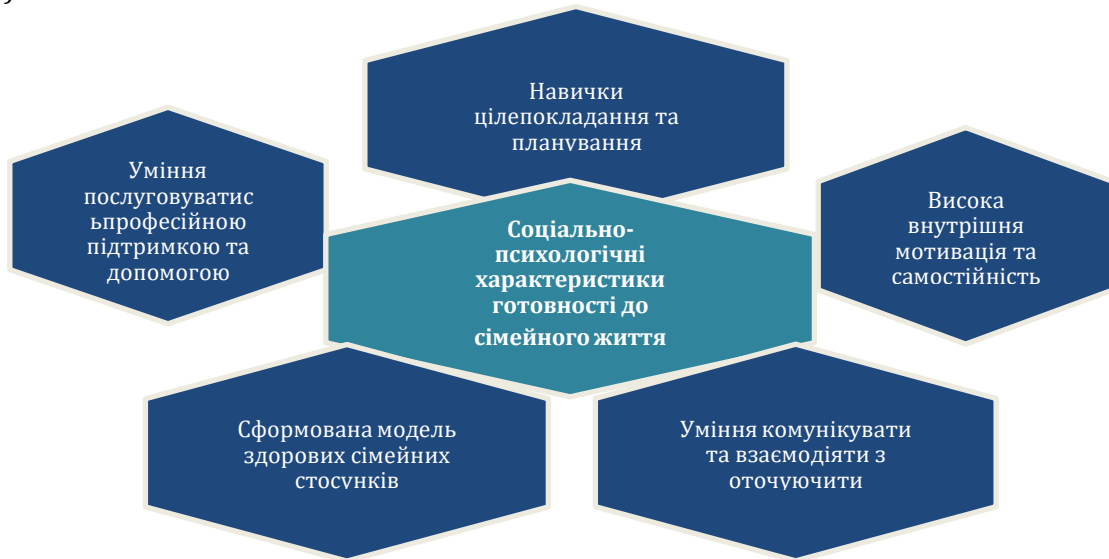 Навички
цілепокладання та
планування
Уміння
послуговуватис
ьпрофесійною
підтримкою та
допомогою
Соціально-
психологічні
характеристики
готовності до
сімейного життя
Висока
внутрішня
мотивація та
самостійність
Сформована модель
здорових сімейних
стосунків
Уміння комунікувати
та взаємодіяти з
оточуючити